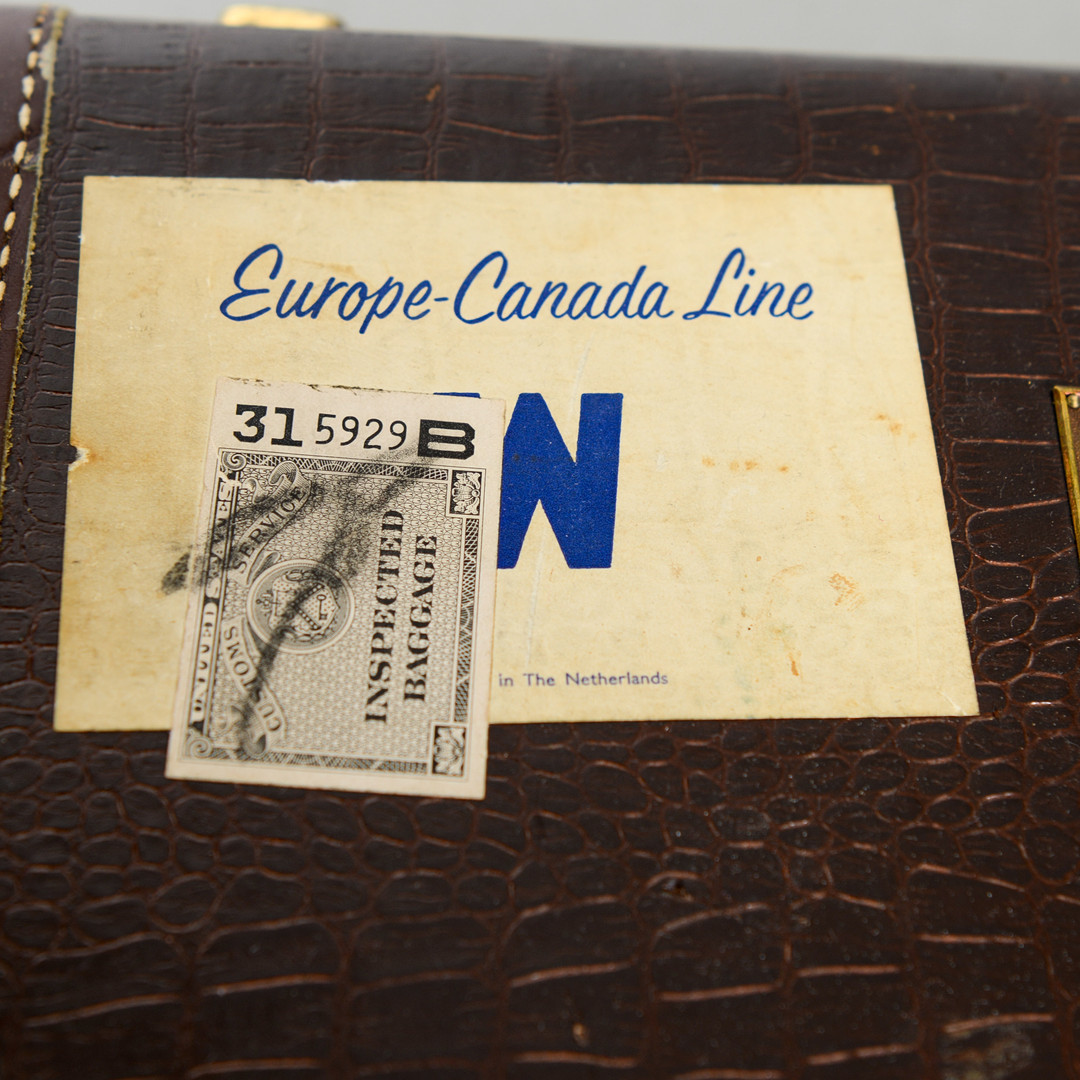 Europe-Canada Line
W
31 5929 B
UNITED STATES
CUSTOMS SERVICE
INSPECTED
BAGGAGE
in The Netherlands